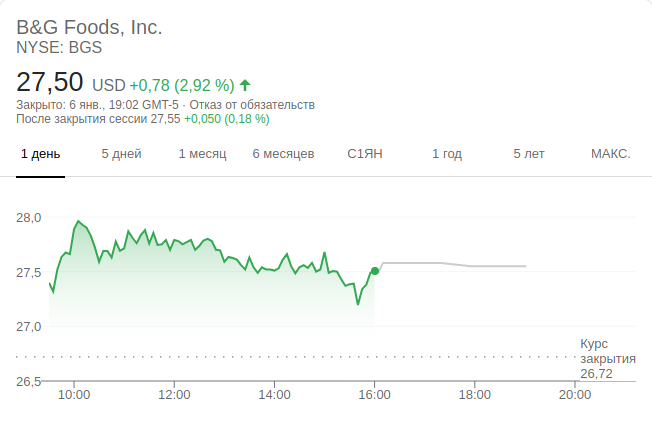 B&G Foods, Inc.
NYSE: BGS
27,50 USD +0,78 (2,92 %)
Закрыто: 6 янв., 19:02 GMT-5 · Отказ от обязательств
После закрытия сессии 27,55 +0,050 (0,18 %)
1 день 5 дней 1 месяц 6 месяцев С1ЯН 1 год 5 лет МАКС.
28,0
27,5
27,0
Курс
закрытия
26,72
26,5
10:00 12:00 14:00 16:00 18:00 20:00